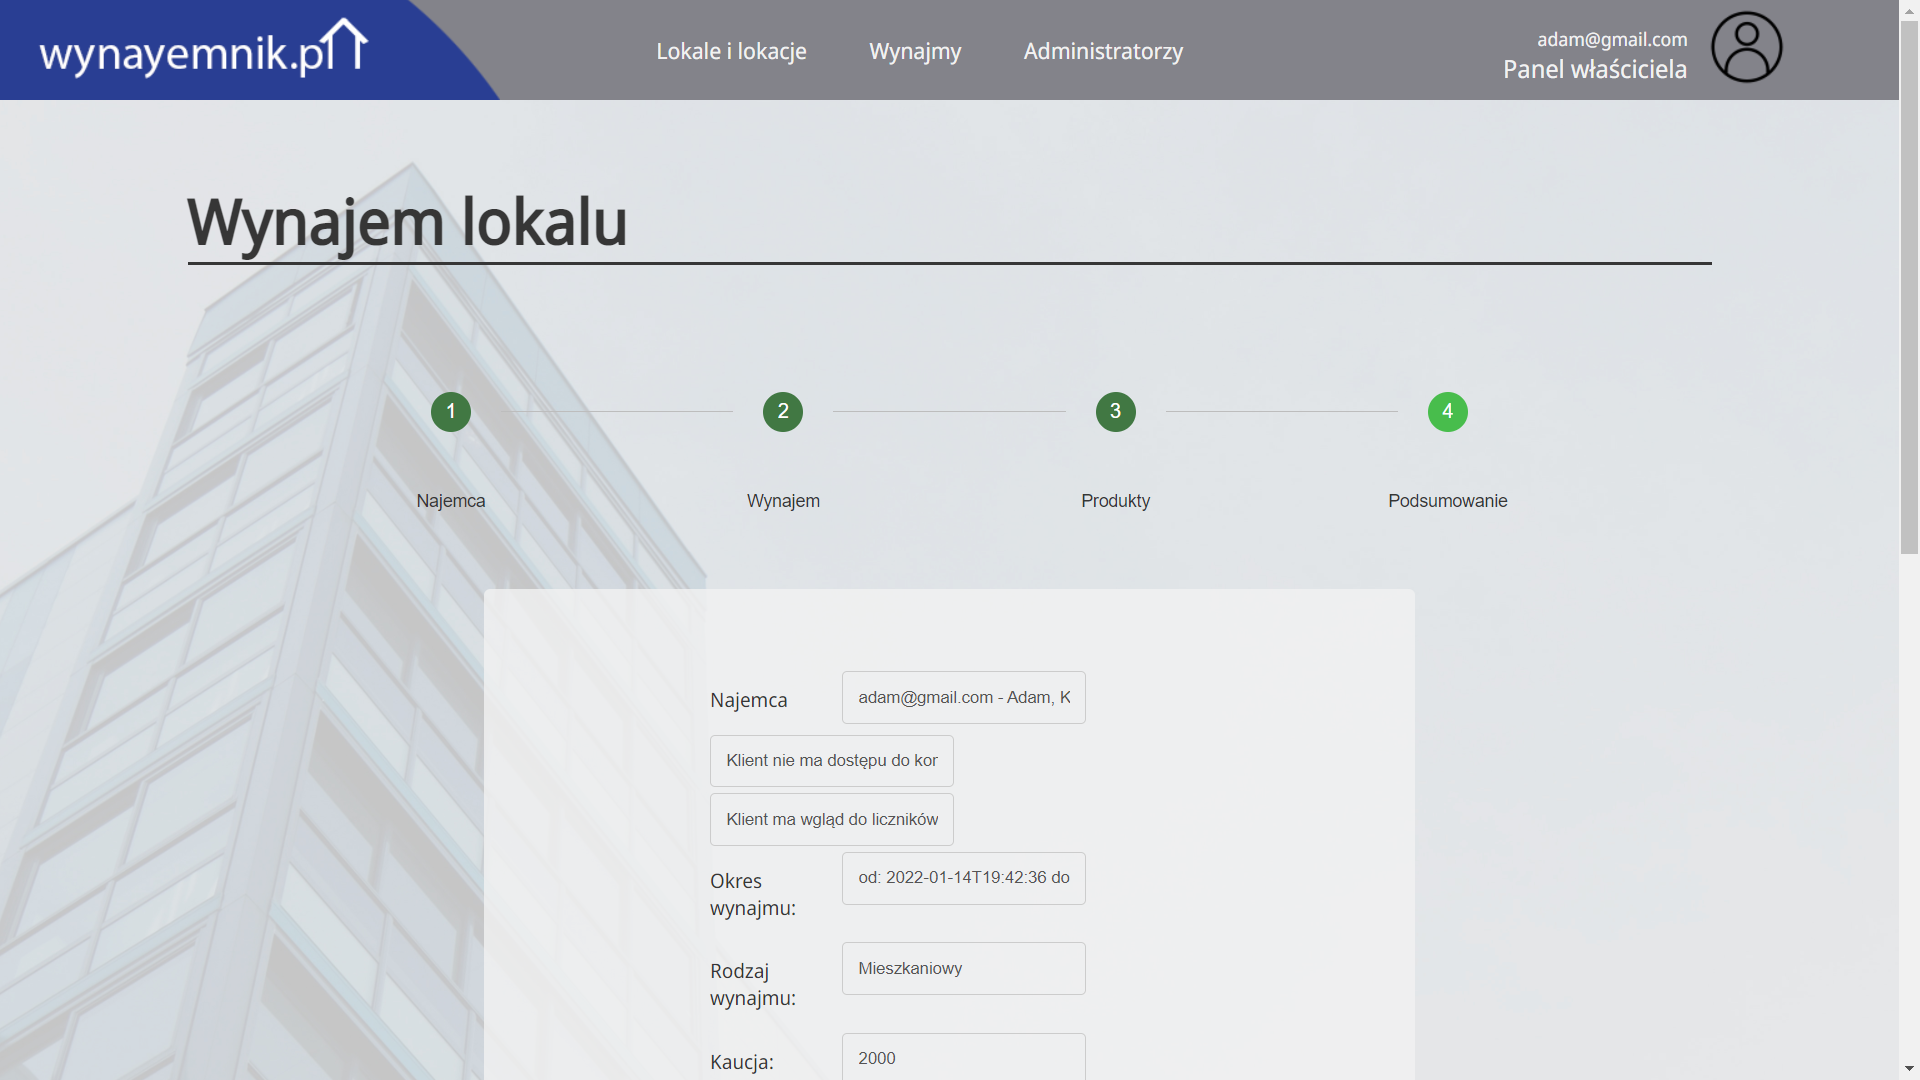 wynayemnik.pl
Lokale i lokacje
Wynajmy
Administratorzy
adam@gmail.com
Panel właściciela
Wynajem lokalu
1
2
3
4
Najemca
Wynajem
Produkty
Podsumowanie
Najemca
adam@gmail.com - Adam, K
Klient nie ma dostępu do kor
Klient ma wgląd do liczników
Okres
wynajmu:
od: 2022-01-14T19:42:36 do
Rodzaj
wynajmu:
Mieszkaniowy
Kaucja:
2000